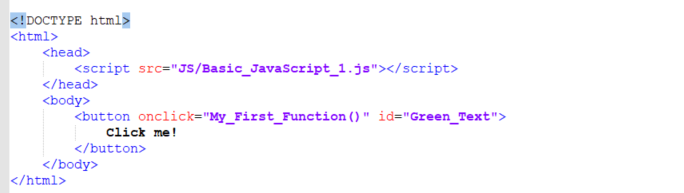 <!DOCTYPE html>
<html>
<head>
<script src="JS/Basic_JavaScript_1.js"></script>
</head>
<body>
<button onclick="My_First_Function()" id="Green_Text">
Click me!
</button>
</body>
</html>